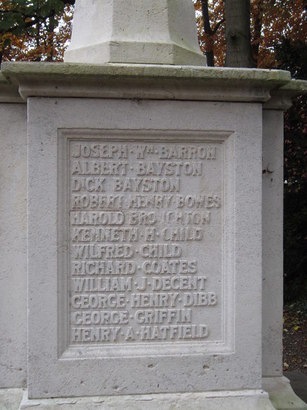 JOSEPH · Wᴹ · BARRON
ALBERT · BAYSTON
DICK BAYSTON
ROBERT HENRY BOWES
HAROLD BROUGHTON
KENNETH · H · CHILD
WILFRED · CHILD
RICHARD · COATES
WILLIAM · J · DECENT
GEORGE · HENRY · DIBB
GEORGE · GRIFFIN
HENRY · A · HATFIELD